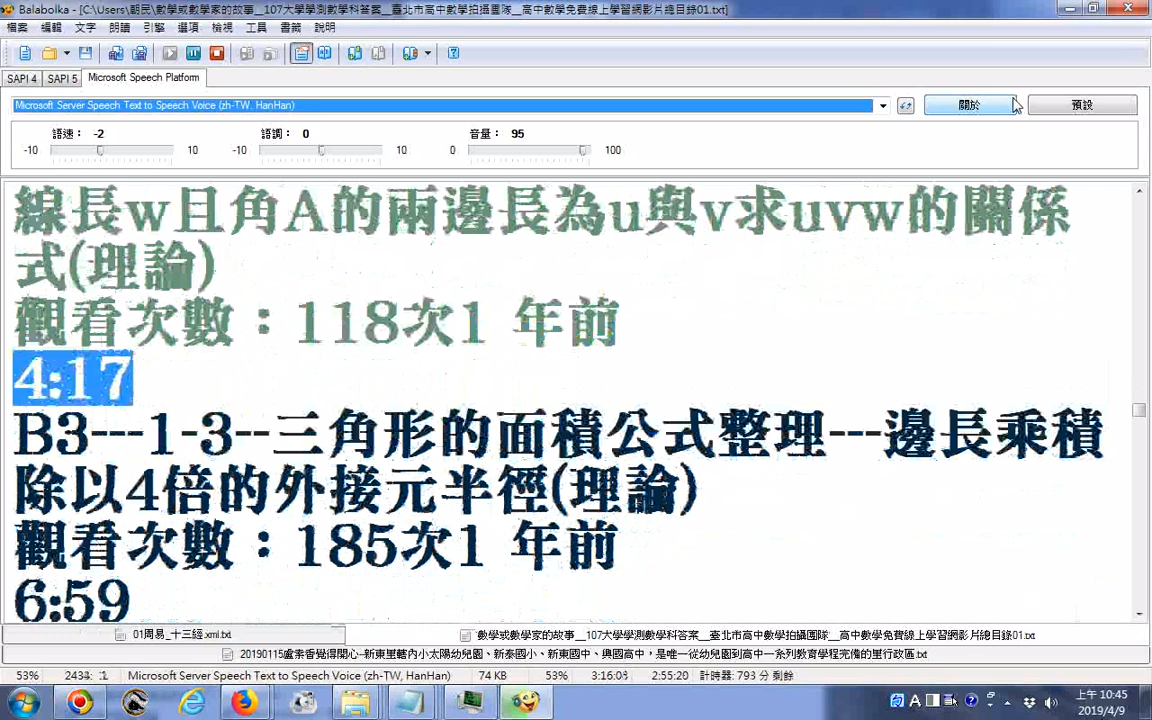 Balabolka - [C:\Users\朝民\數學或數學家的故事__107大學學測數學科答案__臺北市高中數學拍攝團隊__高中數學免費線上學習網影片總目錄01.txt]
檔案 編輯 文字 朗讀 引擎 選項 檢視 工具 書籤 說明
SAPI 4 SAPI 5 Microsoft Speech Platform
Microsoft Server Speech Text to Speech Voice (zh-TW, HanHan) 關於 預設
語速： -2 語調： 0 音量： 95
-10 10 -10 10 0 100
線長w且角A的兩邊長為u與v求uvw的關係
式(理論)
觀看次數：118次1 年前
4:17
B3---1-3--三角形的面積公式整理---邊長乘積
除以4倍的外接元半徑(理論)
觀看次數：185次1 年前
6:59
01周易_十三經.xml.txt 數學或數學家的故事__107大學學測數學科答案__臺北市高中數學拍攝團隊__高中數學免費線上學習網影片總目錄01.txt
20190115盧素香覺得開心-新東里轄內小太陽幼兒園、新泰國小、新東國中、興國高中，是唯一從幼兒園到高中一系列教育學程完備的里行政區.txt
53% Microsoft Server Speech Text to Speech Voice (zh-TW, HanHan) 74 KB 53% 3:16:03 2:55:20 計時器： 793 分 剩餘
上午 10:45
2019/4/9